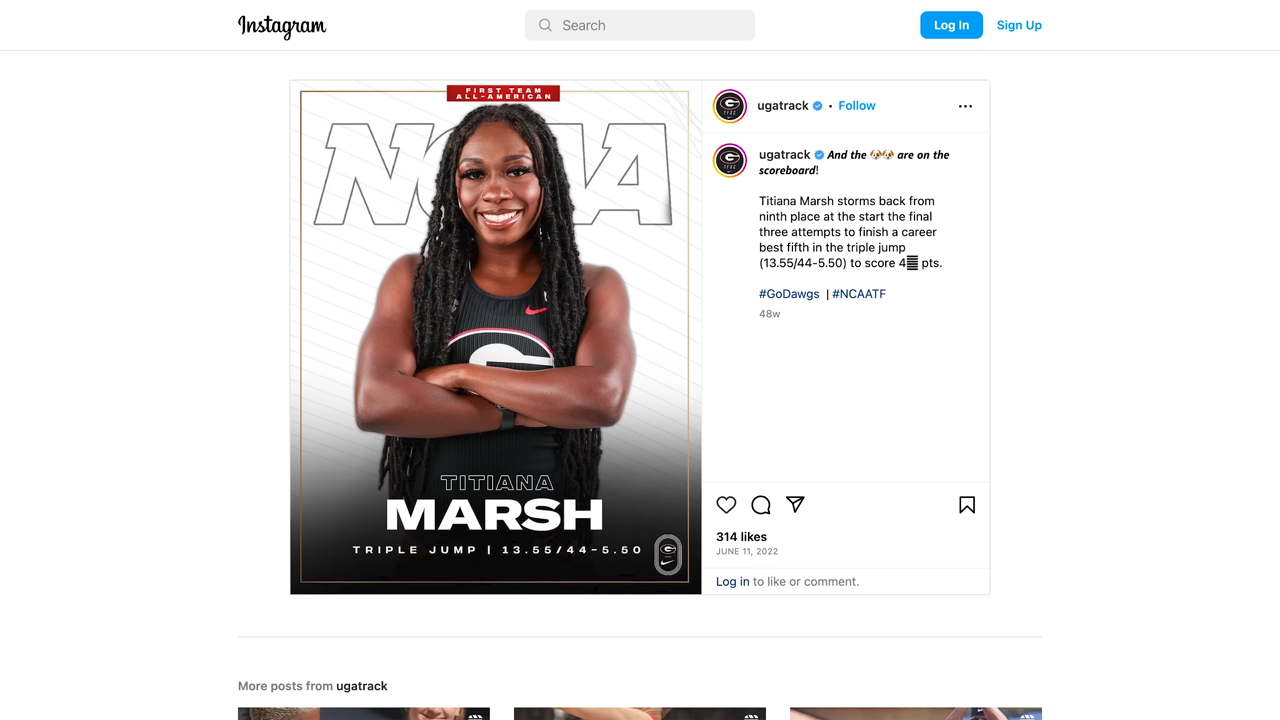 Instagram
Search
Log In
Sign Up
FIRST TEAM
ALL-AMERICAN
NCAA
TITIANA
MARSH
TRIPLE JUMP | 13.55/44-5.50
ugatrack • Follow
ugatrack And the 🐶🐶 are on the
scoreboard!
Titiana Marsh storms back from
ninth place at the start the final
three attempts to finish a career
best fifth in the triple jump
(13.55/44-5.50) to score 4 pts.
#GoDawgs | #NCAATF
48w
314 likes
JUNE 11, 2022
Log in to like or comment.
More posts from ugatrack